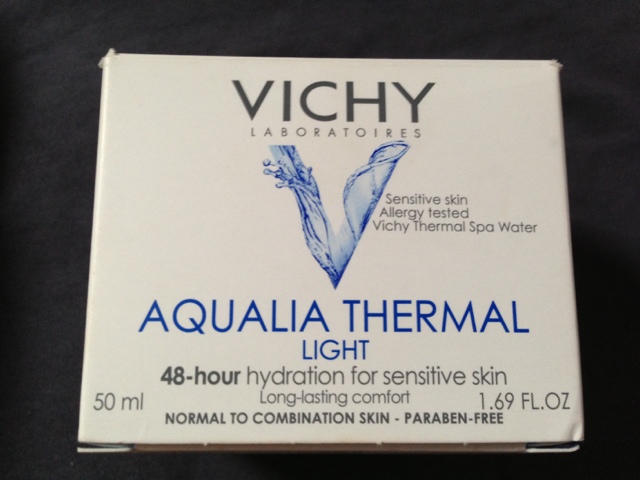 VICHY
LABORATOIRES
Sensitive skin
Allergy tested
Vichy Thermal Spa Water
AQUALIA THERMAL
LIGHT
48-hour hydration for sensitive skin
Long-lasting comfort
50 ml
1.69 FL.OZ
NORMAL TO COMBINATION SKIN - PARABEN-FREE